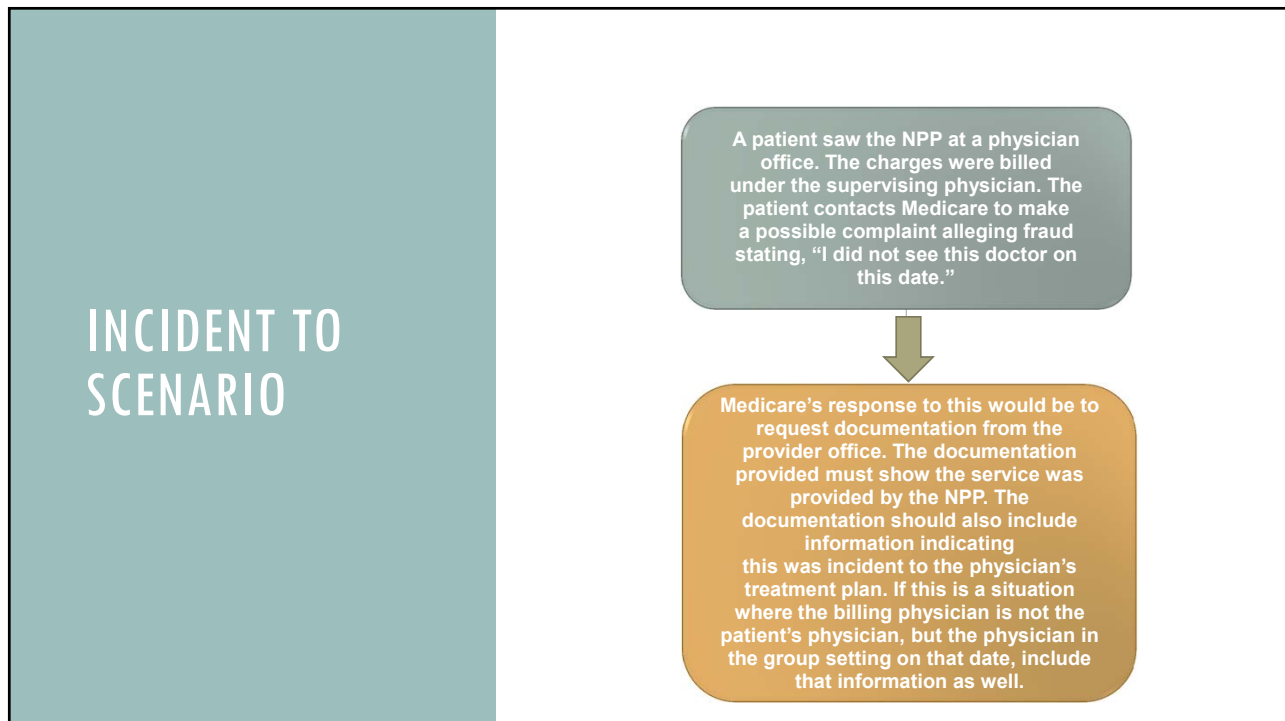 INCIDENT TO
SCENARIO
A patient saw the NPP at a physician
office. The charges were billed
under the supervising physician. The
patient contacts Medicare to make
a possible complaint alleging fraud
stating, “I did not see this doctor on
this date.”
Medicare’s response to this would be to
request documentation from the
provider office. The documentation
provided must show the service was
provided by the NPP. The
documentation should also include
information indicating
this was incident to the physician’s
treatment plan. If this is a situation
where the billing physician is not the
patient’s physician, but the physician in
the group setting on that date, include
that information as well.